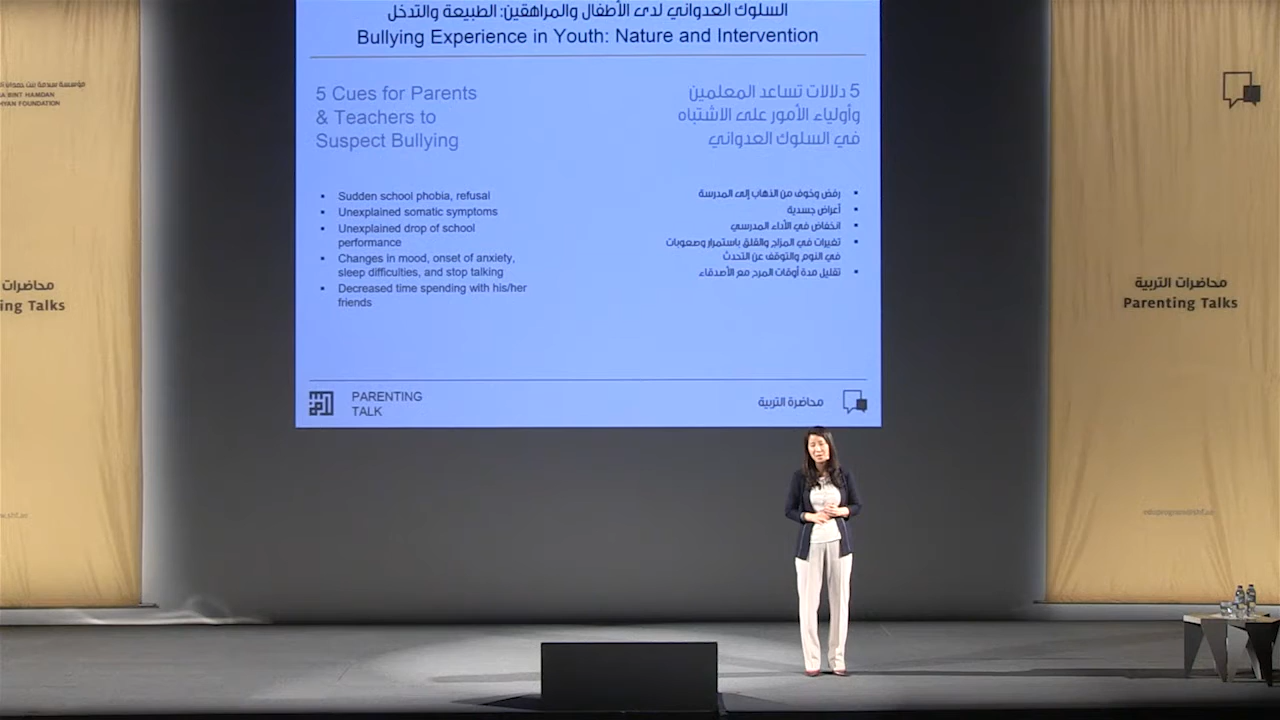 السلوك العدواني لدى الأطفال والمراهقين: الطبيعة والتدخل
Bullying Experience in Youth: Nature and Intervention
5 Cues for Parents
& Teachers to
Suspect Bullying
5 دلالات تساعد المعلمين
وأولياء الأمور على الاشتباه
في السلوك العدواني
▪ Sudden school phobia, refusal
▪ Unexplained somatic symptoms
▪ Unexplained drop of school
performance
▪ Changes in mood, onset of anxiety,
sleep difficulties, and stop talking
▪ Decreased time spending with his/her
friends
▪ رفض وخوف من الذهاب إلى المدرسة
▪ أعراض جسدية
▪ انخفاض في الأداء المدرسي
▪ تغيرات في المزاج والقلق باستمرار وصعوبات
في النوم والتوقف عن التحدث
▪ تقليل مدة أوقات المرح مع الأصدقاء
PARENTING
TALK
محاضرة التربية
BINT HAMDAN
HYAN FOUNDATION
محاضرات
ing Talks
محاضرات التربية
Parenting Talks